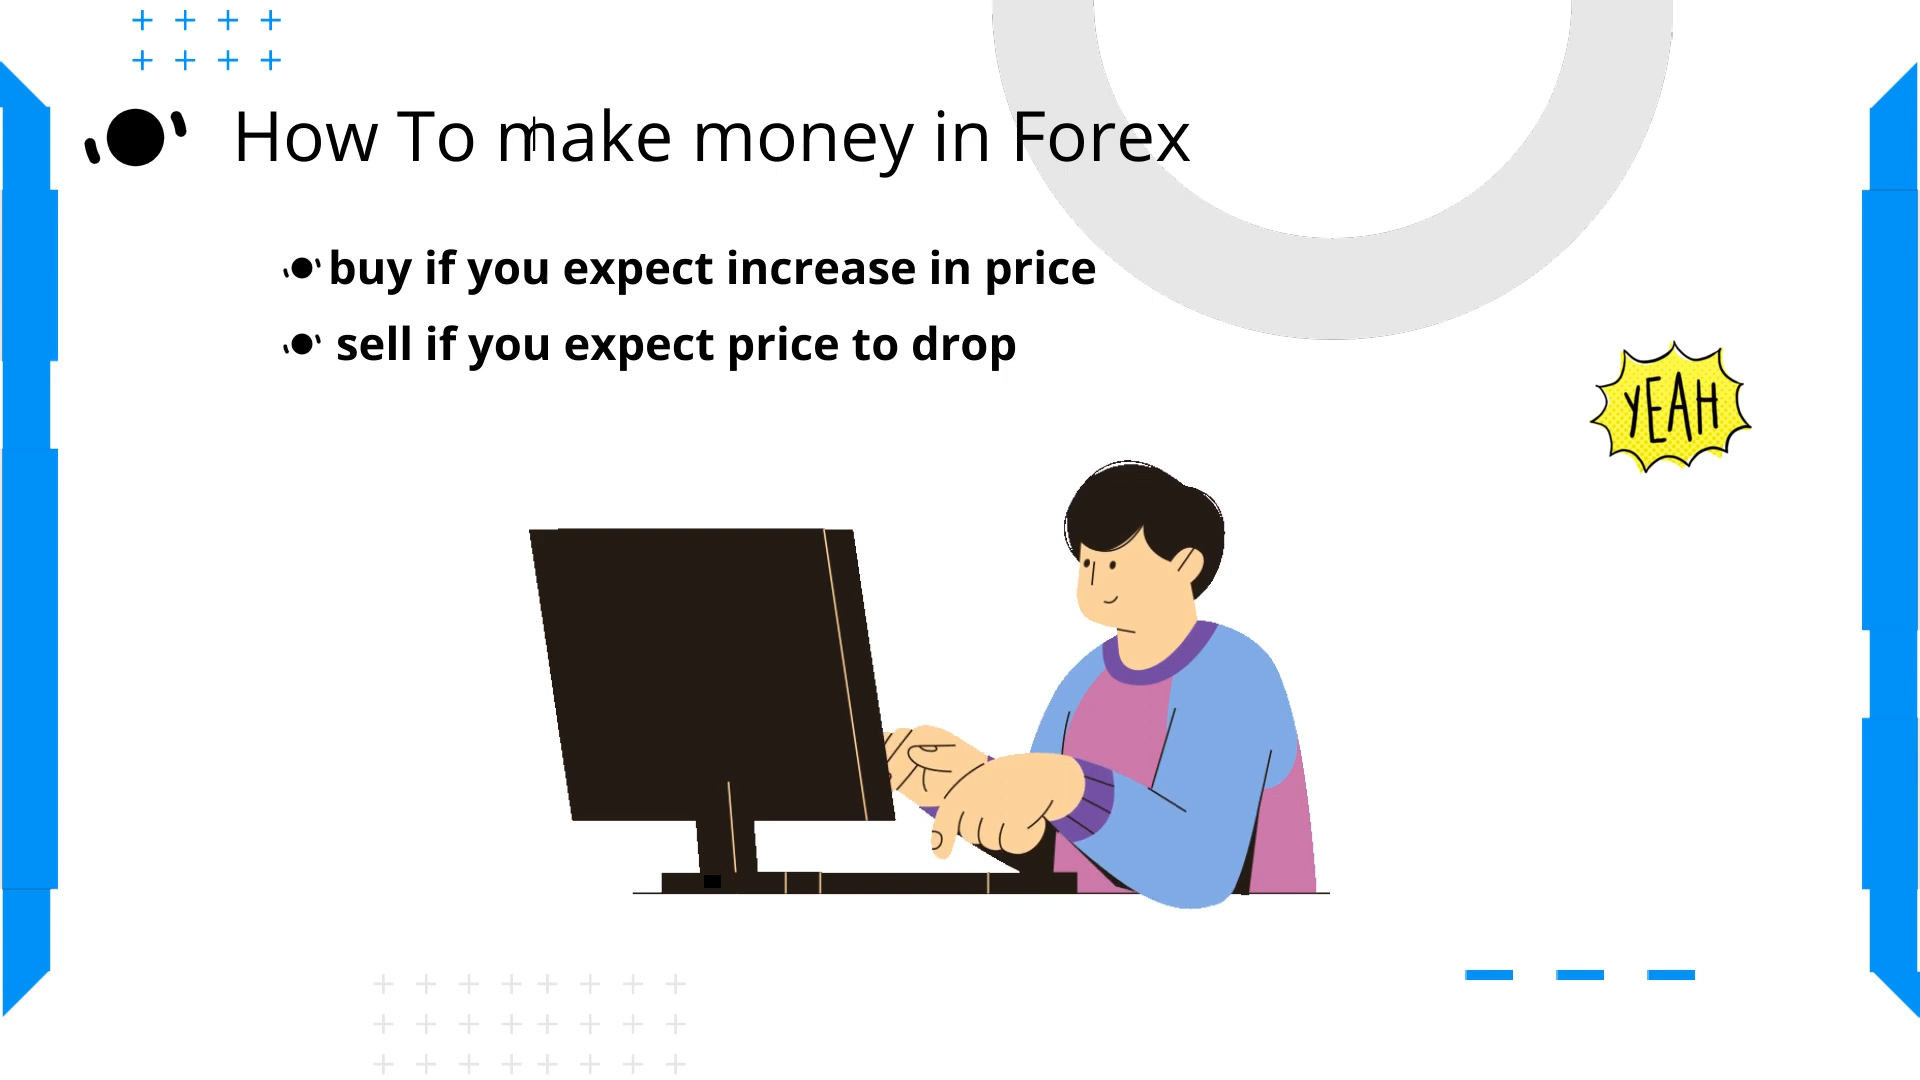 How To make money in Forex
buy if you expect increase in price
sell if you expect price to drop
YEAH